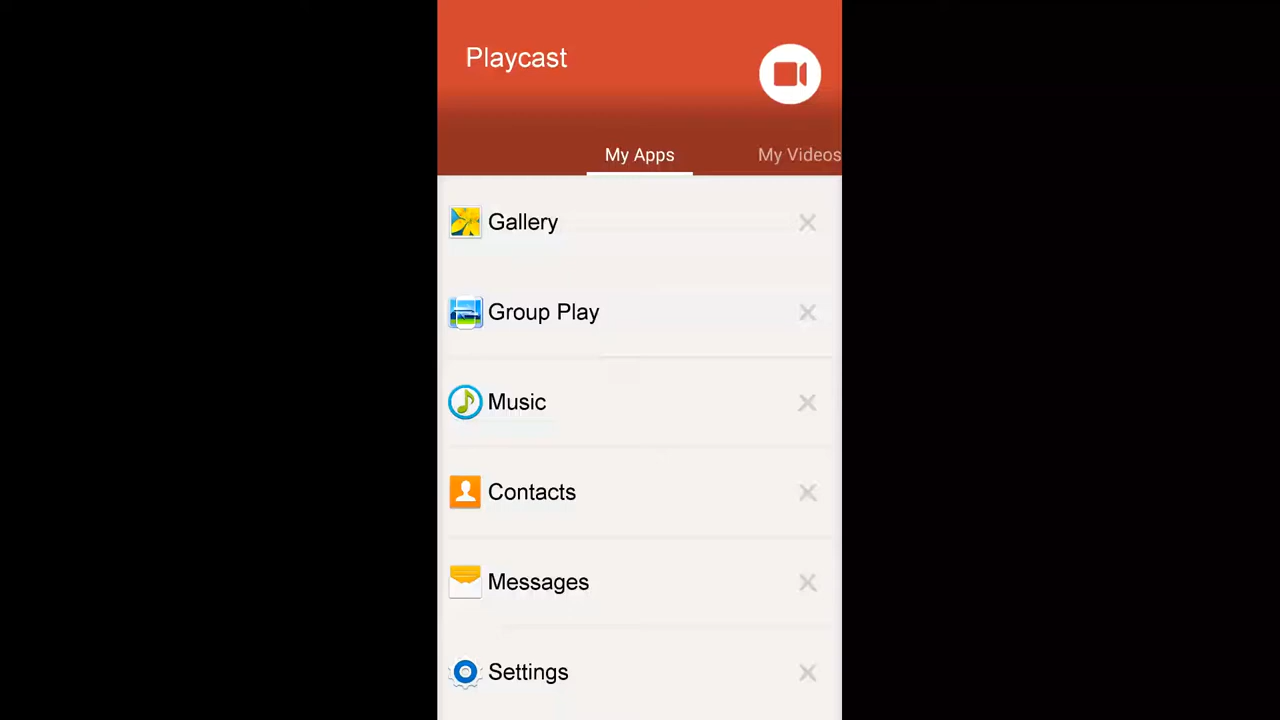 Playcast
My Apps
My Videos
Gallery
Group Play
Music
Contacts
Messages
Settings